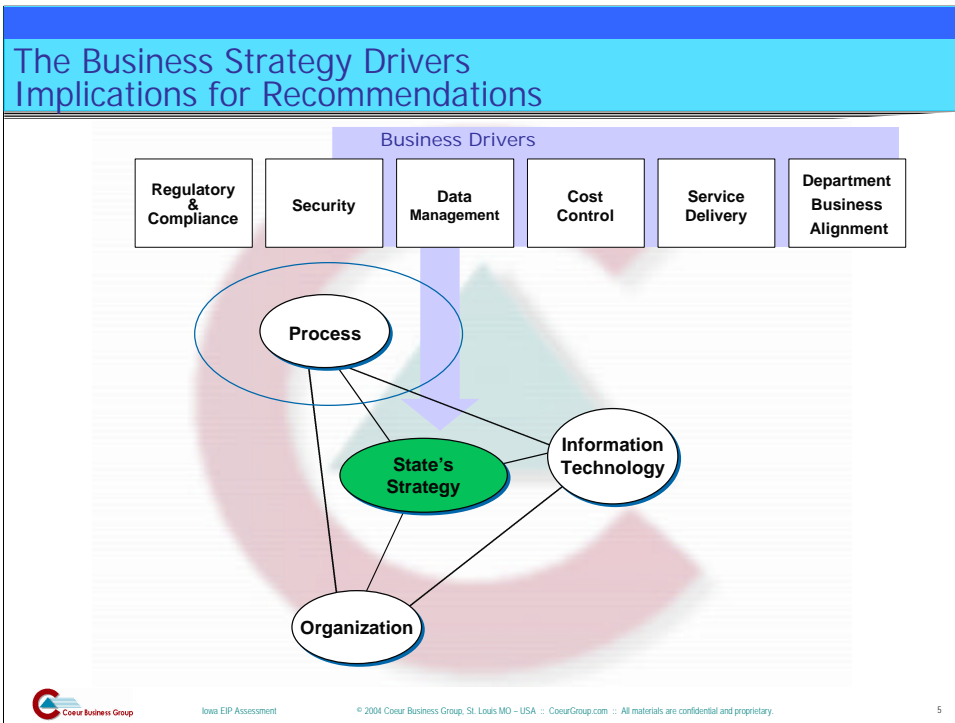 The Business Strategy Drivers
Implications for Recommendations
Business Drivers
Regulatory
&
Compliance
Security
Data
Management
Cost
Control
Service
Delivery
Department
Business
Alignment
Process
Information
Technology
State's
Strategy
Organization
Coeur Business Group
Iowa EIP Assessment
© 2004 Coeur Business Group, St. Louis MO – USA :: CoeurGroup.com :: All materials are confidential and proprietary.
5